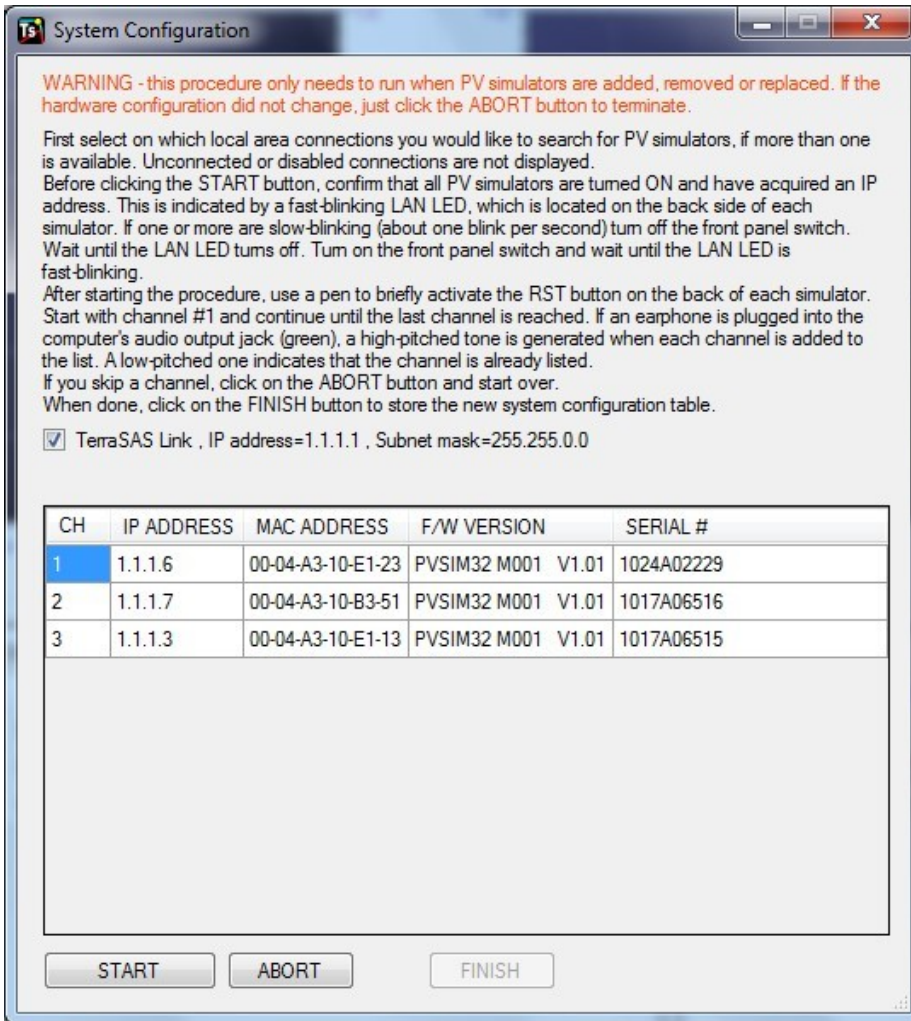 Ts System Configuration
WARNING - this procedure only needs to run when PV simulators are added, removed or replaced. If the
hardware configuration did not change, just click the ABORT button to terminate.
First select on which local area connections you would like to search for PV simulators, if more than one
is available. Unconnected or disabled connections are not displayed.
Before clicking the START button, confirm that all PV simulators are turned ON and have acquired an IP
address. This is indicated by a fast-blinking LAN LED, which is located on the back side of each
simulator. If one or more are slow-blinking (about one blink per second) turn off the front panel switch.
Wait until the LAN LED turns off. Turn on the front panel switch and wait until the LAN LED is
fast-blinking.
After starting the procedure, use a pen to briefly activate the RST button on the back of each simulator.
Start with channel #1 and continue until the last channel is reached. If an earphone is plugged into the
computer's audio output jack (green), a high-pitched tone is generated when each channel is added to
the list. A low-pitched one indicates that the channel is already listed.
If you skip a channel, click on the ABORT button and start over.
When done, click on the FINISH button to store the new system configuration table.
TerraSAS Link , IP address=1.1.1.1 , Subnet mask=255.255.0.0
CH IP ADDRESS MAC ADDRESS F/W VERSION SERIAL #
1 1.1.1.6 00-04-A3-10-E1-23 PVSIM32 M001 V1.01 1024A02229
2 1.1.1.7 00-04-A3-10-B3-51 PVSIM32 M001 V1.01 1017A06516
3 1.1.1.3 00-04-A3-10-E1-13 PVSIM32 M001 V1.01 1017A06515
START ABORT FINISH